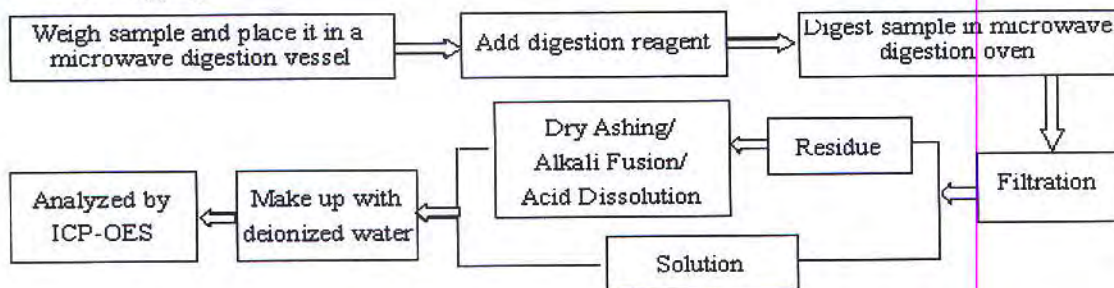 Weigh sample and place it in a
microwave digestion vessel
Add digestion reagent
Digest sample in microwave
digestion oven
Filtration
Residue
Dry Ashing/
Alkali Fusion/
Acid Dissolution
Solution
Make up with
deionized water
Analyzed by
ICP-OES